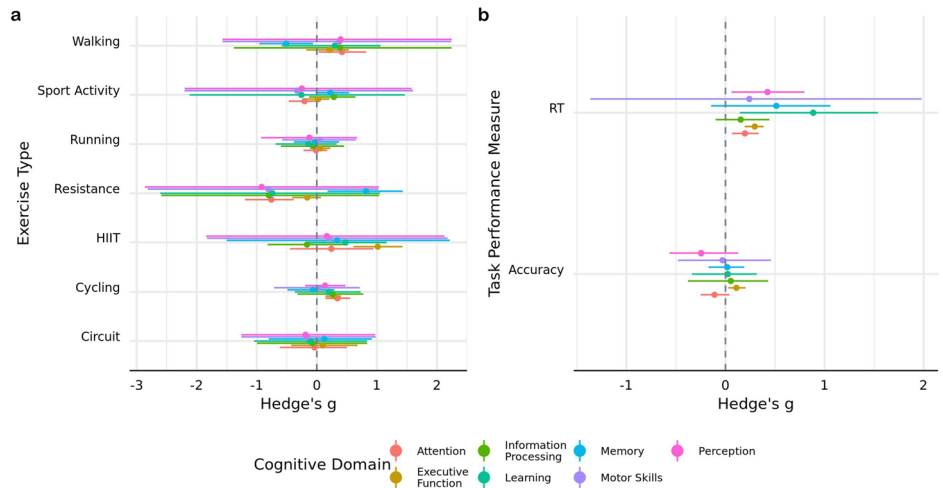 a
b
Walking
Sport Activity
Running
Resistance
HIIT
Cycling
Circuit
Exercise Type
-3 -2 -1 0 1 2
Hedge's g
RT
Accuracy
Task Performance Measure
-1 0 1 2
Hedge's g
Cognitive Domain
Attention
Executive
Function
Information
Processing
Learning
Memory
Motor Skills
Perception